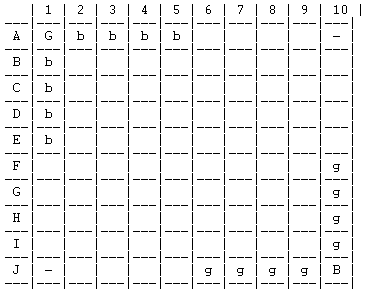 | 1 | 2 | 3 | 4 | 5 | 6 | 7 | 8 | 9 | 10 | |
A | G | b | b | b | b | | | | | – |
B | b | | | | | | | | | |
C | b | | | | | | | | | |
D | b | | | | | | | | | |
E | b | | | | | | | | | |
F | | | | | | | | | | g |
G | | | | | | | | | | g |
H | | | | | | | | | | g |
I | | | | | | | | | | g |
J | – | | | | | g | g | g | g | B |